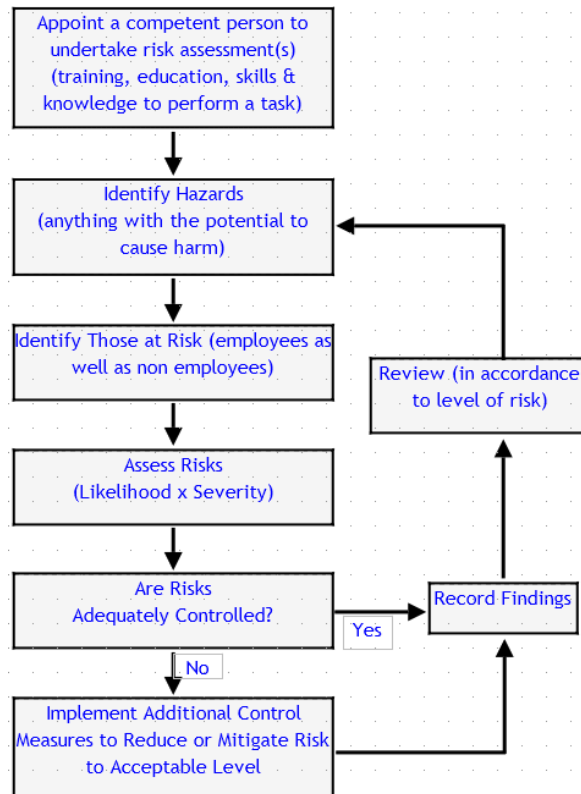 Appoint a competent person to
undertake risk assessment(s)
(training, education, skills &
knowledge to perform a task)
Identify Hazards
(anything with the potential to
cause harm)
Identify Those at Risk (employees as
well as non employees)
Review (in accordance
to level of risk)
Assess Risks
(Likelihood x Severity)
Are Risks
Adequately Controlled?
Yes
Record Findings
No
Implement Additional Control
Measures to Reduce or Mitigate Risk
to Acceptable Level